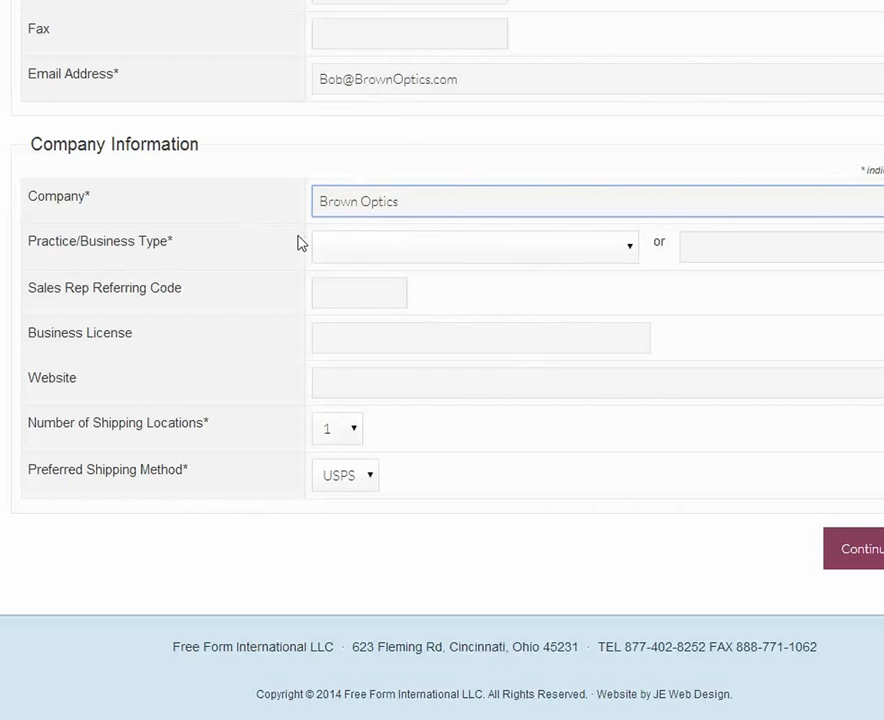 Fax
Email Address*
Bob@BrownOptics.com
Company Information
* indi
Company*
Brown Optics
Practice/Business Type*
or
Sales Rep Referring Code
Business License
Website
Number of Shipping Locations*
1
Preferred Shipping Method*
USPS
Continu
Free Form International LLC · 623 Fleming Rd, Cincinnati, Ohio 45231 · TEL 877-402-8252 FAX 888-771-1062
Copyright © 2014 Free Form International LLC. All Rights Reserved. · Website by JE Web Design.